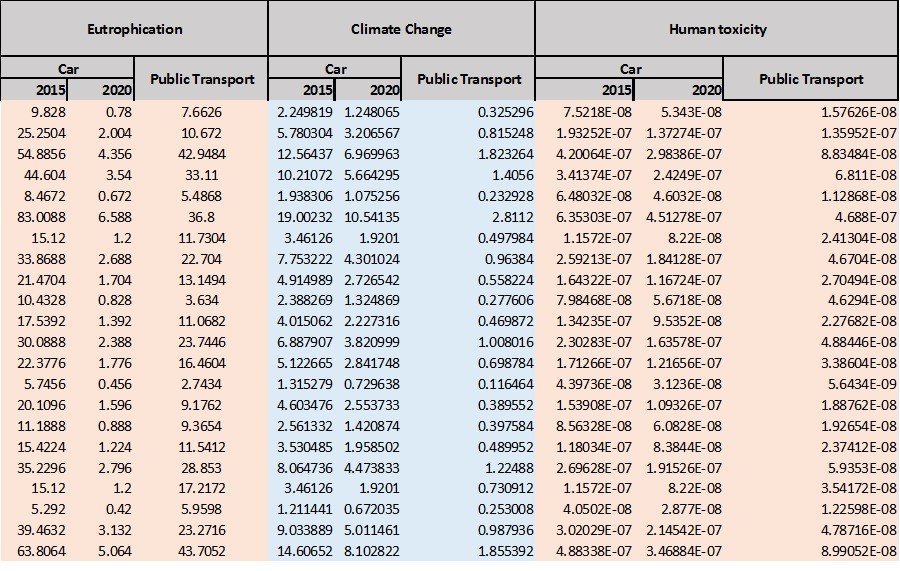 Eutrophication Climate Change Human toxicity
Car Public Transport Car Public Transport Car Public Transport
2015 2020 2015 2020 2015 2020
9.828 0.78 7.6626 2.249819 1.248065 0.325296 7.5218E-08 5.343E-08 1.57626E-08
25.2504 2.004 10.672 5.780304 3.206567 0.815248 1.93252E-07 1.37274E-07 1.35952E-07
54.8856 4.356 42.9484 12.56437 6.969963 1.823264 4.20064E-07 2.98386E-07 8.83484E-08
44.604 3.54 33.11 10.21072 5.664295 1.4056 3.41374E-07 2.4249E-07 6.811E-08
8.4672 0.672 5.4868 1.938306 1.075256 0.232928 6.48032E-08 4.6032E-08 1.12868E-08
83.0088 6.588 36.8 19.00232 10.54135 2.8112 6.35303E-07 4.51278E-07 4.688E-07
15.12 1.2 11.7304 3.46126 1.9201 0.497984 1.1572E-07 8.22E-08 2.41304E-08
33.8688 2.688 22.704 7.753222 4.301024 0.96384 2.59213E-07 1.84128E-07 4.6704E-08
21.4704 1.704 13.1494 4.914989 2.726542 0.558224 1.64322E-07 1.16724E-07 2.70494E-08
10.4328 0.828 3.634 2.388269 1.324869 0.277606 7.98468E-08 5.6718E-08 4.6294E-08
17.5392 1.392 11.0682 4.015062 2.227316 0.469872 1.34235E-07 9.5352E-08 2.27682E-08
30.0888 2.388 23.7446 6.887907 3.820999 1.008016 2.30283E-07 1.63578E-07 4.88446E-08
22.3776 1.776 16.4604 5.122665 2.841748 0.698784 1.71266E-07 1.21656E-07 3.38604E-08
5.7456 0.456 2.7434 1.315279 0.729638 0.116464 4.39736E-08 3.1236E-08 5.6434E-09
20.1096 1.596 9.1762 4.603476 2.553733 0.389552 1.53908E-07 1.09326E-07 1.88762E-08
11.1888 0.888 9.3654 2.561332 1.420874 0.397584 8.56328E-08 6.0828E-08 1.92654E-08
15.4224 1.224 11.5412 3.530485 1.958502 0.489952 1.18034E-07 8.3844E-08 2.37412E-08
35.2296 2.796 28.853 8.064736 4.473833 1.22488 2.69628E-07 1.91526E-07 5.9353E-08
15.12 1.2 17.2172 3.46126 1.9201 0.730912 1.1572E-07 8.22E-08 3.54172E-08
5.292 0.42 5.9598 1.211441 0.672035 0.253008 4.0502E-08 2.877E-08 1.22598E-08
39.4632 3.132 23.2716 9.033889 5.011461 0.987936 3.02029E-07 2.14542E-07 4.78716E-08
63.8064 5.064 43.7052 14.60652 8.102822 1.855392 4.88338E-07 3.46884E-07 8.99052E-08